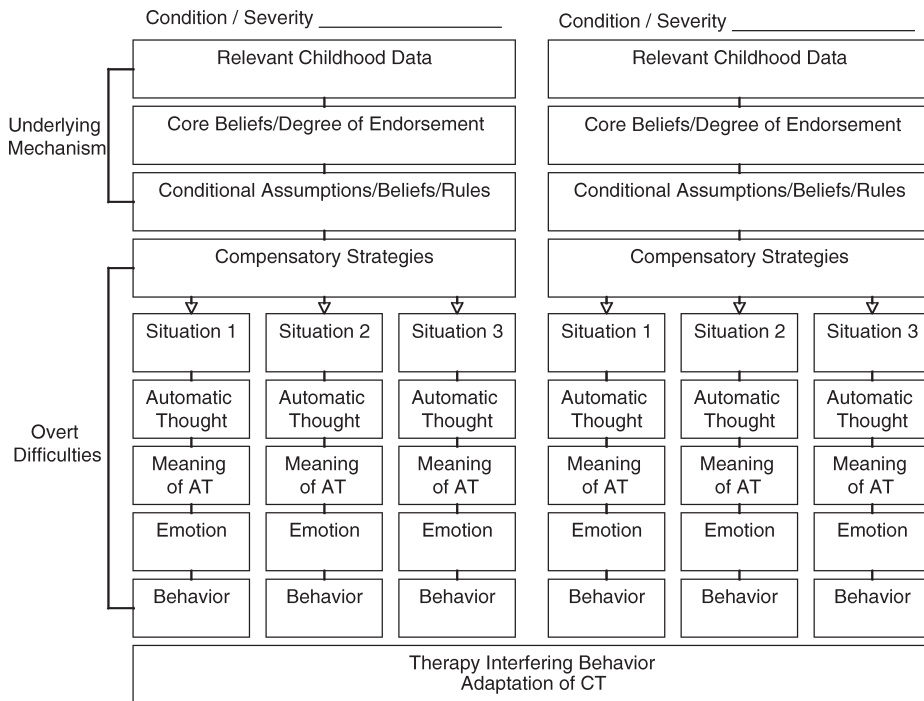 Condition / Severity
Condition / Severity
Relevant Childhood Data
Relevant Childhood Data
Underlying
Mechanism
Core Beliefs/Degree of Endorsement
Core Beliefs/Degree of Endorsement
Conditional Assumptions/Beliefs/Rules
Conditional Assumptions/Beliefs/Rules
Compensatory Strategies
Compensatory Strategies
Situation 1
Situation 2
Situation 3
Situation 1
Situation 2
Situation 3
Automatic
Thought
Automatic
Thought
Automatic
Thought
Automatic
Thought
Automatic
Thought
Automatic
Thought
Overt
Difficulties
Meaning
of AT
Meaning
of AT
Meaning
of AT
Meaning
of AT
Meaning
of AT
Meaning
of AT
Emotion
Emotion
Emotion
Emotion
Emotion
Emotion
Behavior
Behavior
Behavior
Behavior
Behavior
Behavior
Therapy Interfering Behavior
Adaptation of CT